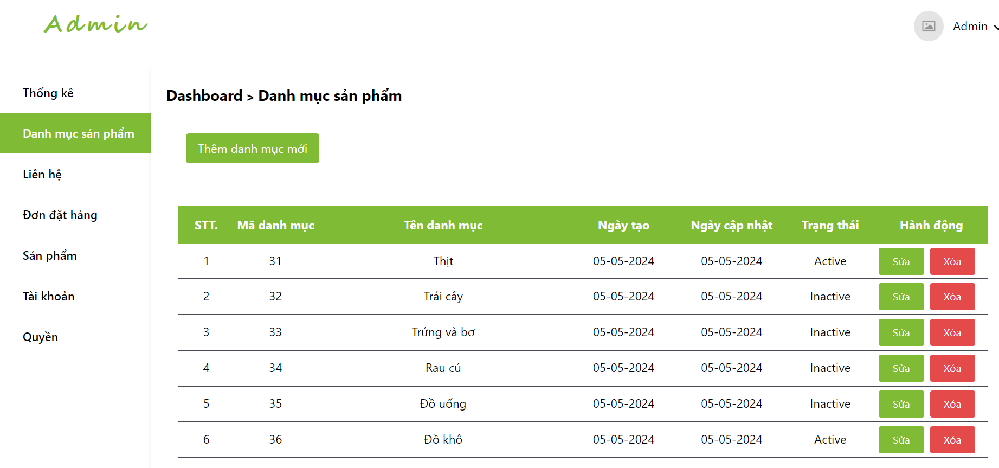 Admin
Admin
Thống kê
Danh mục sản phẩm
Liên hệ
Đơn đặt hàng
Sản phẩm
Tài khoản
Quyền
Dashboard > Danh mục sản phẩm
Thêm danh mục mới
STT. Mã danh mục Tên danh mục Ngày tạo Ngày cập nhật Trạng thái Hành động
1 31 Thịt 05-05-2024 05-05-2024 Active Sửa Xóa
2 32 Trái cây 05-05-2024 05-05-2024 Inactive Sửa Xóa
3 33 Trứng và bơ 05-05-2024 05-05-2024 Inactive Sửa Xóa
4 34 Rau củ 05-05-2024 05-05-2024 Inactive Sửa Xóa
5 35 Đồ uống 05-05-2024 05-05-2024 Inactive Sửa Xóa
6 36 Đồ khô 05-05-2024 05-05-2024 Active Sửa Xóa